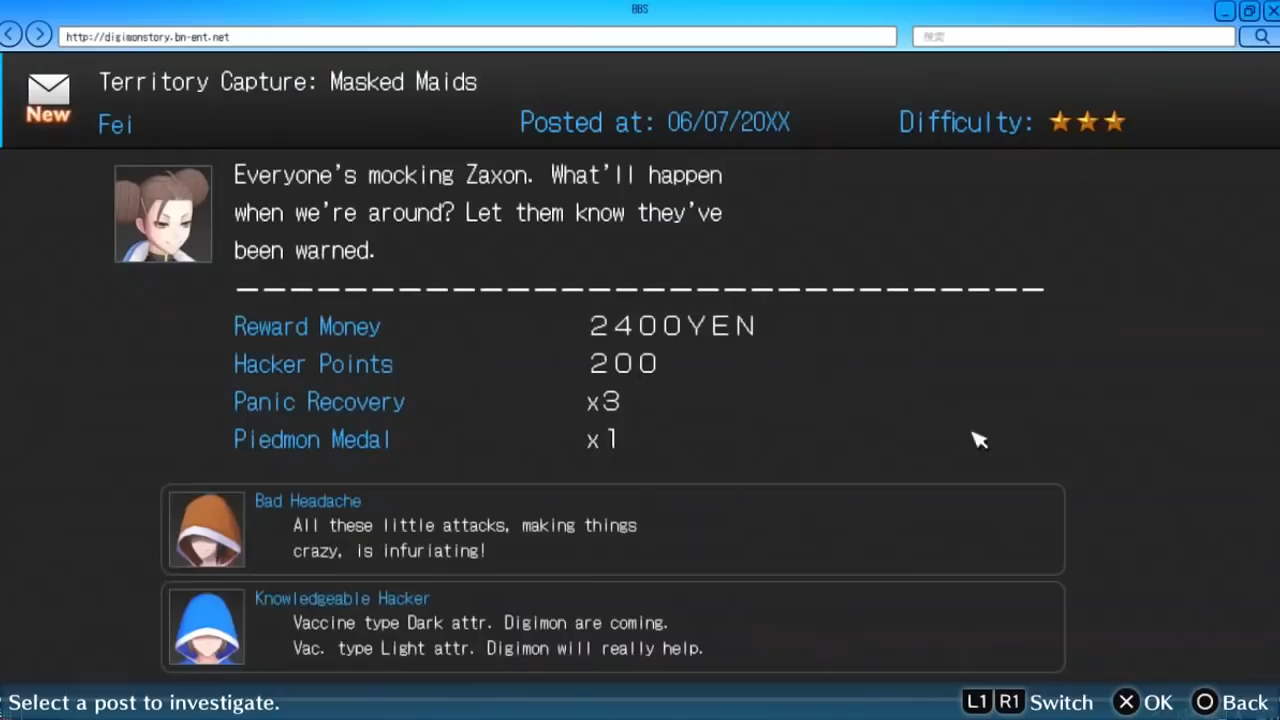 BBS
http://digimonstory.bn-ent.net
検索
Territory Capture: Masked Maids
New
Fei
Posted at: 06/07/20XX
Difficulty: ★★★
Everyone's mocking Zaxon. What'll happen
when we're around? Let them know they've
been warned.
Reward Money 2400YEN
Hacker Points 200
Panic Recovery x3
Piedmon Medal x1
Bad Headache
All these little attacks, making things
crazy, is infuriating!
Knowledgeable Hacker
Vaccine type Dark attr. Digimon are coming.
Vac. type Light attr. Digimon will really help.
Select a post to investigate.
L1 R1 Switch X OK O Back